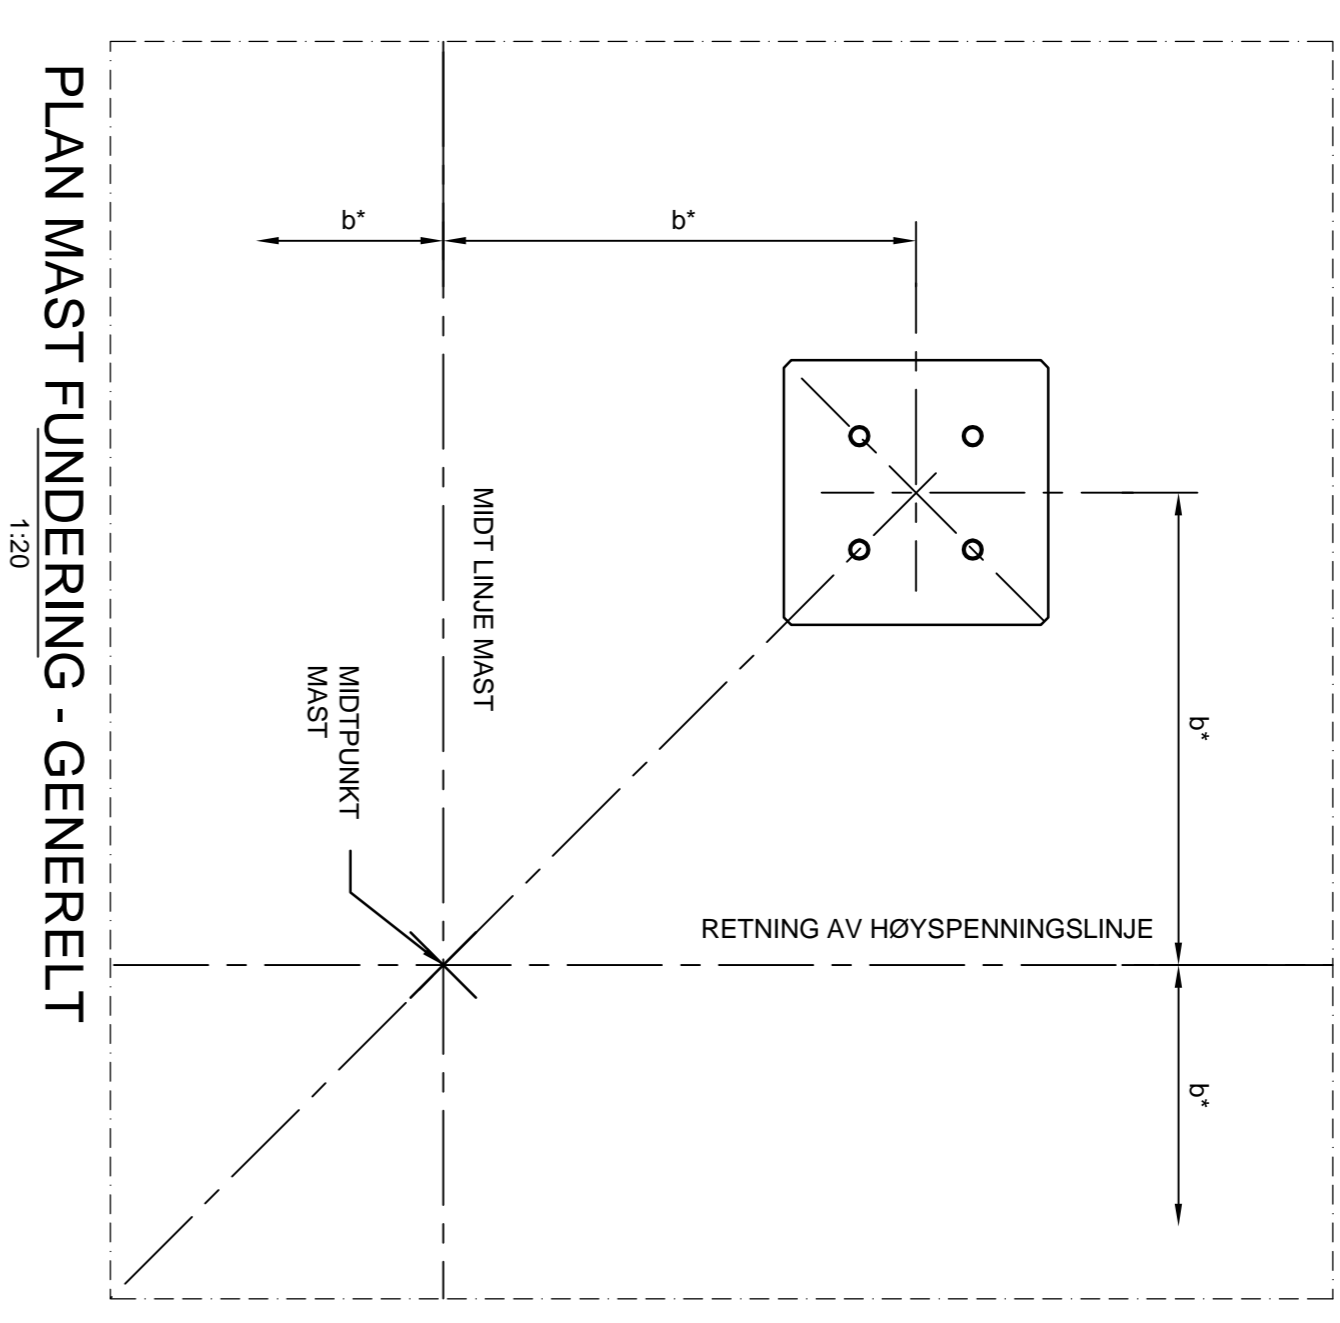 b*
b*
MIDT LINJE MAST
MIDTPUNKT
MAST
b*
RETNING AV HØYSPENNINGSLINJE
b*
PLAN MAST FUNDERING - GENERELT
1:20